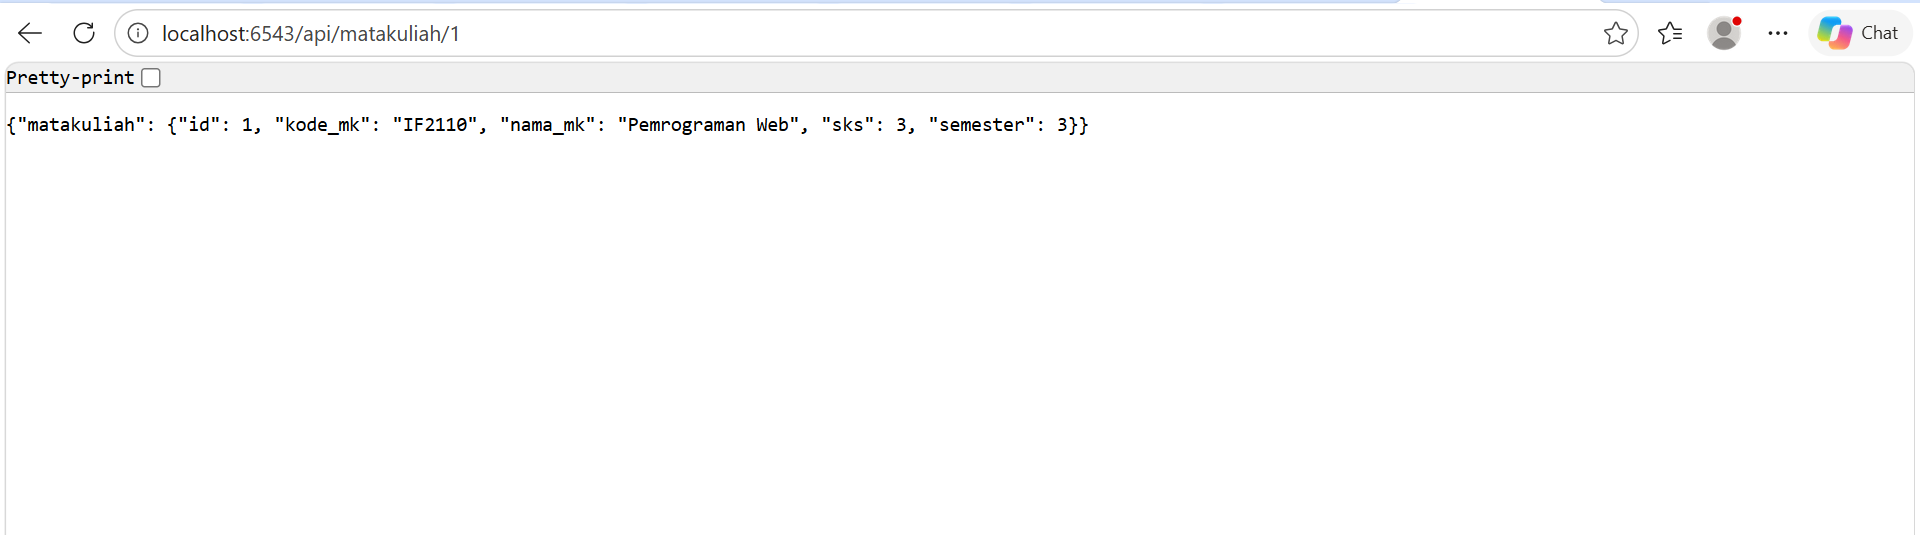 localhost:6543/api/matakuliah/1
Chat
Pretty-print
{"matakuliah": {"id": 1, "kode_mk": "IF2110", "nama_mk": "Pemrograman Web", "sks": 3, "semester": 3}}